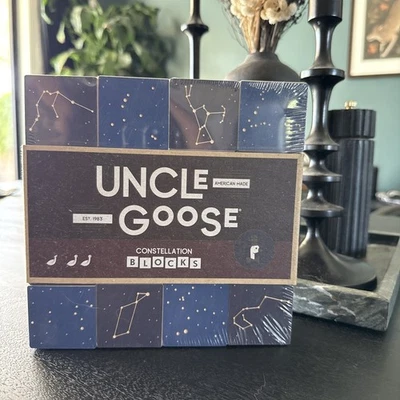 UNCLE
AMERICAN MADE
EST. 1983
GOOSE
CONSTELLATION
BLOCKS